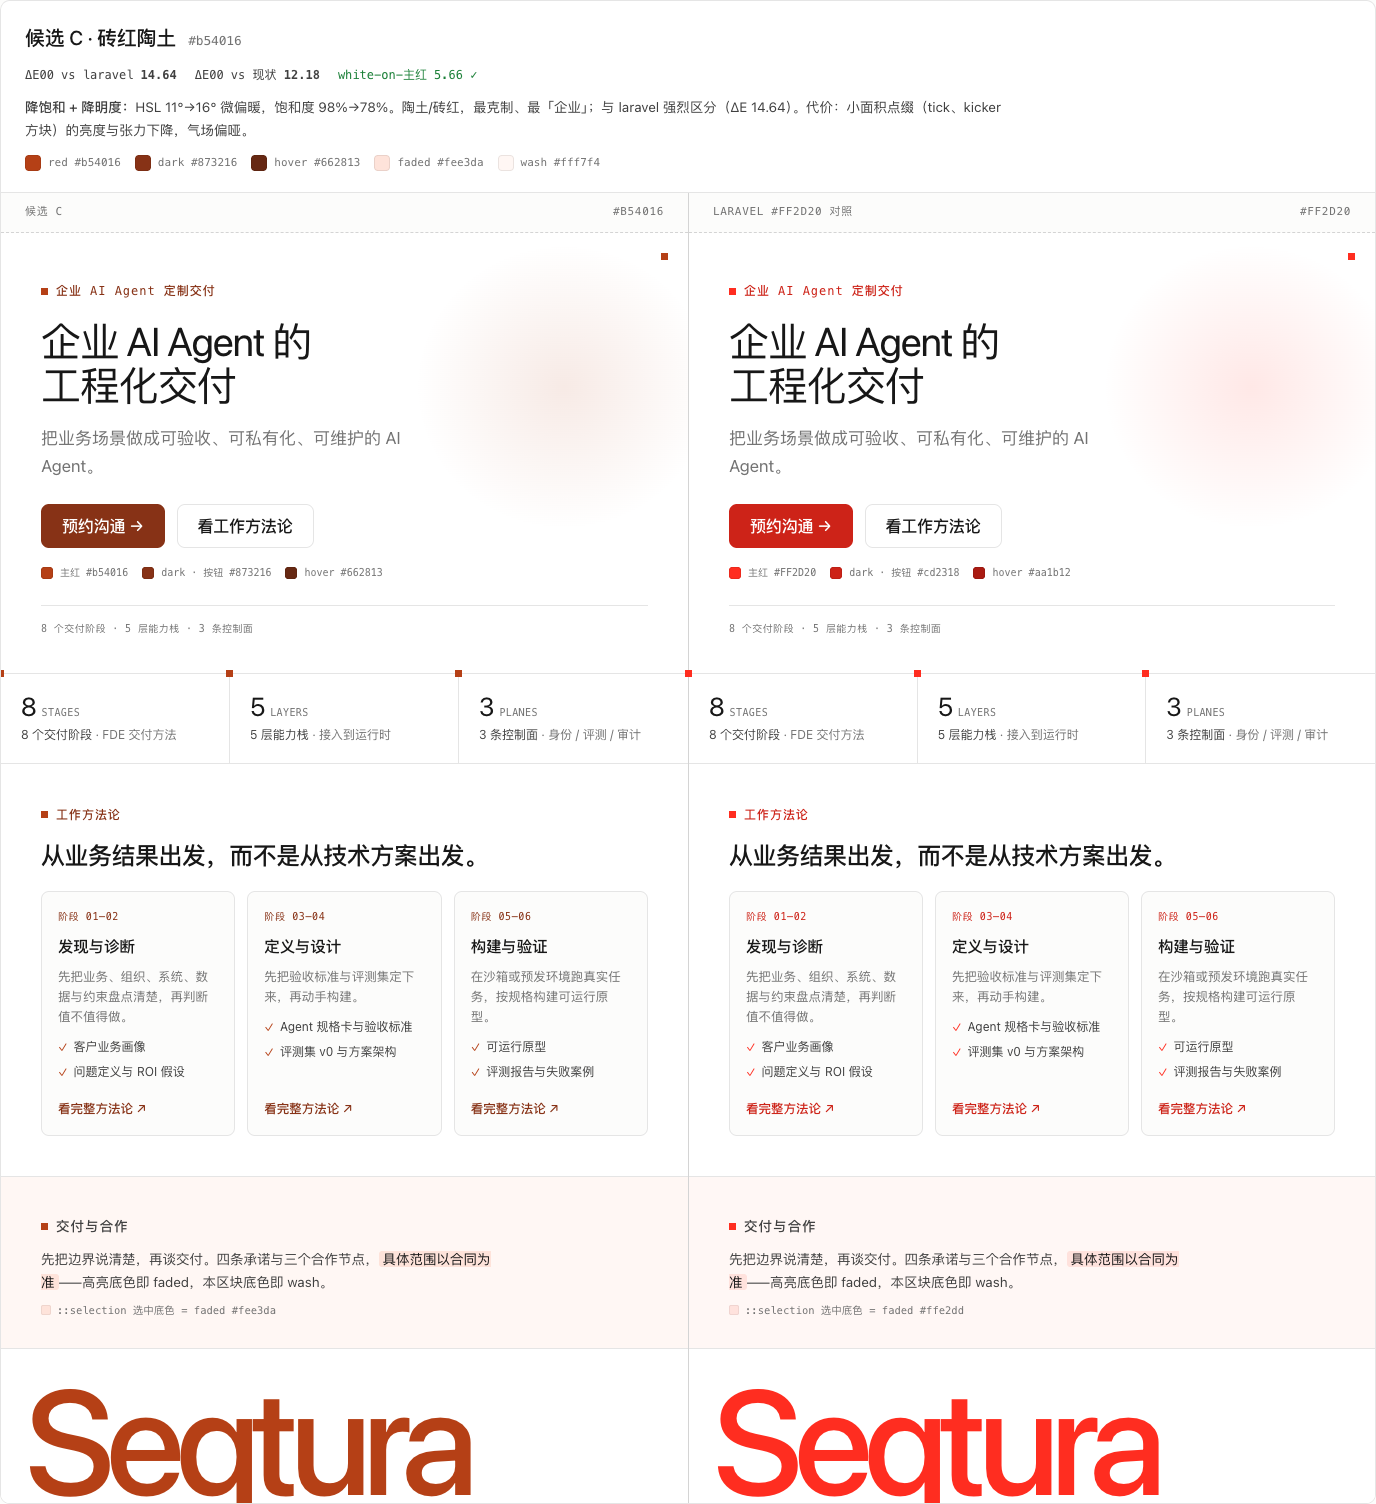 候选 C · 砖红陶土 #b54016
ΔE00 vs laravel 14.64 ΔE00 vs 现状 12.18 white-on-主红 5.66 ✓
降饱和 + 降明度：HSL 11°→16° 微偏暖，饱和度 98%→78%。陶土/砖红，最克制、最「企业」；与 laravel 强烈区分（ΔE 14.64）。代价：小面积点缀（tick、kicker
方块）的亮度与张力下降，气场偏哑。
red #b54016 dark #873216 hover #662813 faded #fee3da wash #fff7f4
候选 C #B54016
企业 AI Agent 定制交付
企业 AI Agent 的
工程化交付
把业务场景做成可验收、可私有化、可维护的 AI
Agent。
预约沟通 → 看工作方法论
主红 #b54016 dark · 按钮 #873216 hover #662813
8 个交付阶段 · 5 层能力栈 · 3 条控制面
8 STAGES
8 个交付阶段 · FDE 交付方法
5 LAYERS
5 层能力栈 · 接入到运行时
3 PLANES
3 条控制面 · 身份 / 评测 / 审计
工作方法论
从业务结果出发，而不是从技术方案出发。
阶段 01—02
发现与诊断
先把业务、组织、系统、数
据与约束盘点清楚，再判断
值不值得做。
✓ 客户业务画像
✓ 问题定义与 ROI 假设
看完整方法论 ↗
阶段 03—04
定义与设计
先把验收标准与评测集定下
来，再动手构建。
✓ Agent 规格卡与验收标准
✓ 评测集 v0 与方案架构
看完整方法论 ↗
阶段 05—06
构建与验证
在沙箱或预发环境跑真实任
务，按规格构建可运行原
型。
✓ 可运行原型
✓ 评测报告与失败案例
看完整方法论 ↗
交付与合作
先把边界说清楚，再谈交付。四条承诺与三个合作节点，具体范围以合同为
准——高亮底色即 faded，本区块底色即 wash。
::selection 选中底色 = faded #fee3da
Seqtura
LARAVEL #FF2D20 对照 #FF2D20
企业 AI Agent 定制交付
企业 AI Agent 的
工程化交付
把业务场景做成可验收、可私有化、可维护的 AI
Agent。
预约沟通 → 看工作方法论
主红 #FF2D20 dark · 按钮 #cd2318 hover #aa1b12
8 个交付阶段 · 5 层能力栈 · 3 条控制面
8 STAGES
8 个交付阶段 · FDE 交付方法
5 LAYERS
5 层能力栈 · 接入到运行时
3 PLANES
3 条控制面 · 身份 / 评测 / 审计
工作方法论
从业务结果出发，而不是从技术方案出发。
阶段 01—02
发现与诊断
先把业务、组织、系统、数
据与约束盘点清楚，再判断
值不值得做。
✓ 客户业务画像
✓ 问题定义与 ROI 假设
看完整方法论 ↗
阶段 03—04
定义与设计
先把验收标准与评测集定下
来，再动手构建。
✓ Agent 规格卡与验收标准
✓ 评测集 v0 与方案架构
看完整方法论 ↗
阶段 05—06
构建与验证
在沙箱或预发环境跑真实任
务，按规格构建可运行原
型。
✓ 可运行原型
✓ 评测报告与失败案例
看完整方法论 ↗
交付与合作
先把边界说清楚，再谈交付。四条承诺与三个合作节点，具体范围以合同为
准——高亮底色即 faded，本区块底色即 wash。
::selection 选中底色 = faded #ffe2dd
Seqtura